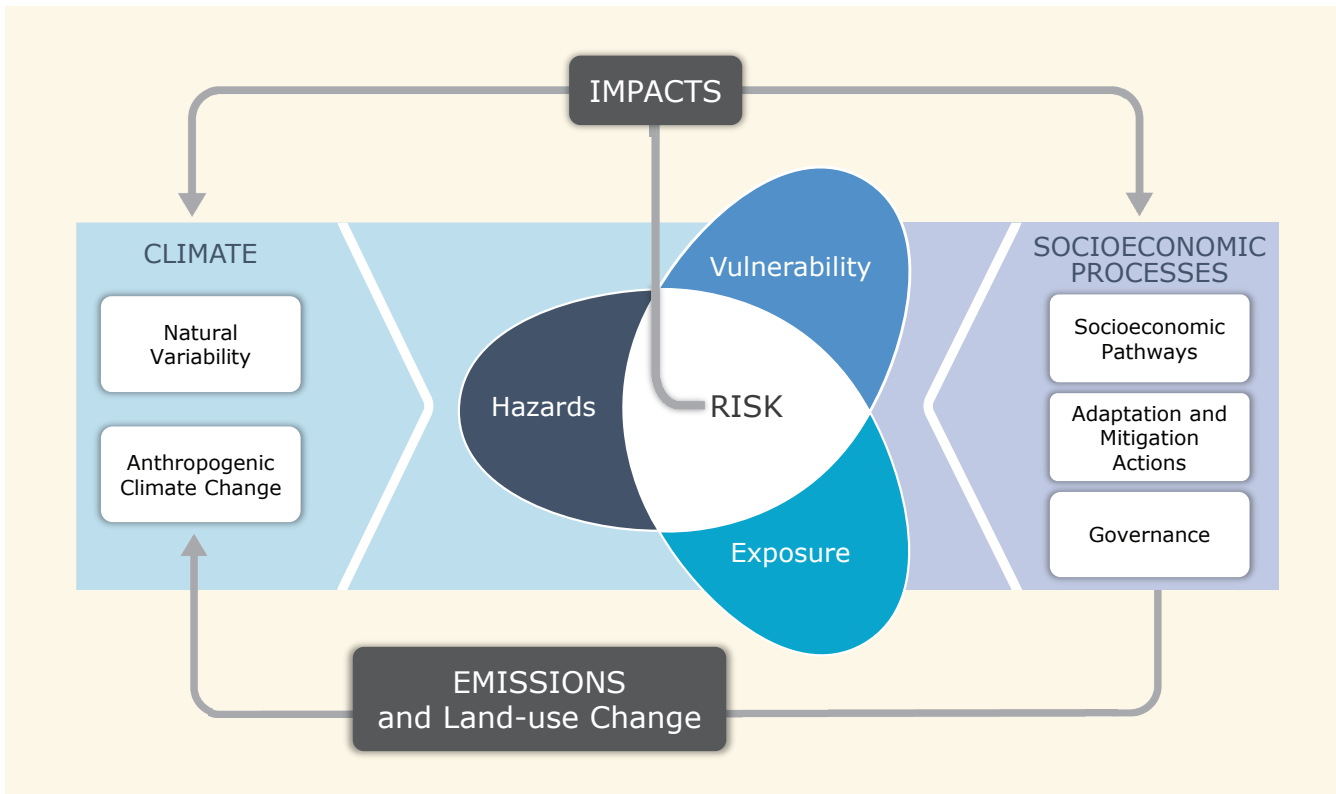 IMPACTS
CLIMATE
Natural
Variability
Anthropogenic
Climate Change
Vulnerability
Hazards
RISK
Exposure
SOCIOECONOMIC
PROCESSES
Socioeconomic
Pathways
Adaptation and
Mitigation
Actions
Governance
EMISSIONS
and Land-use Change